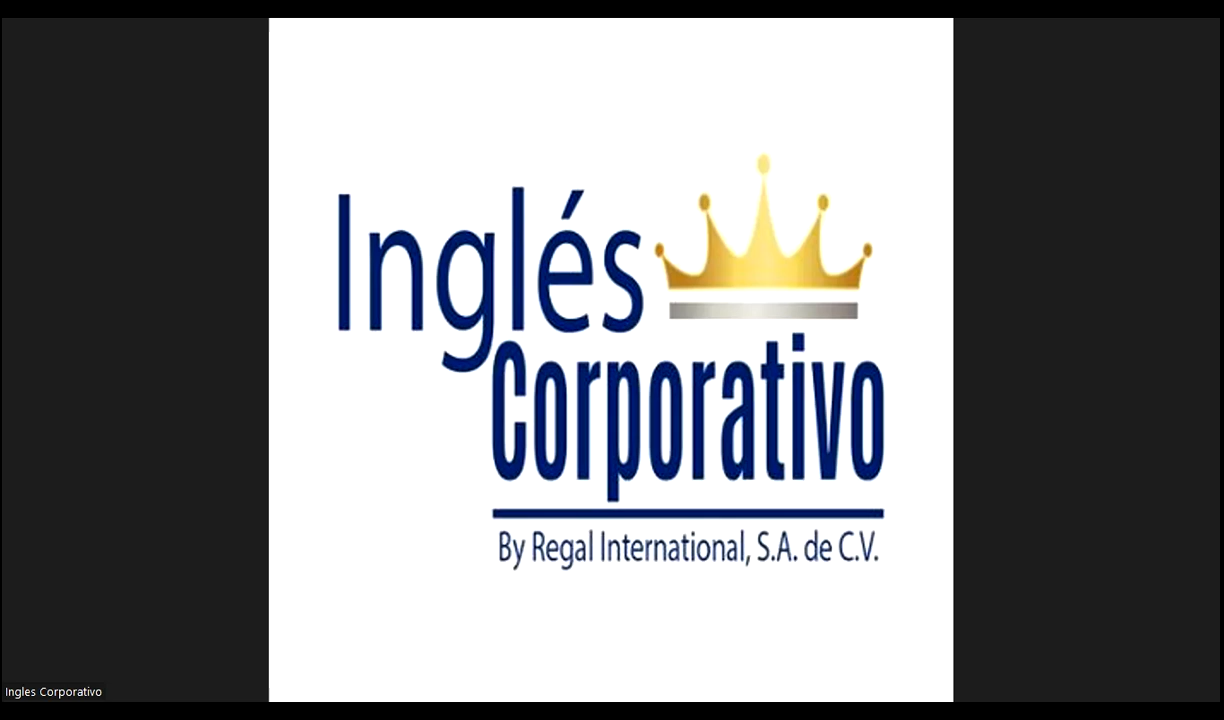 Inglés
Corporativo
By Regal International, S.A. de C.V.
Ingles Corporativo